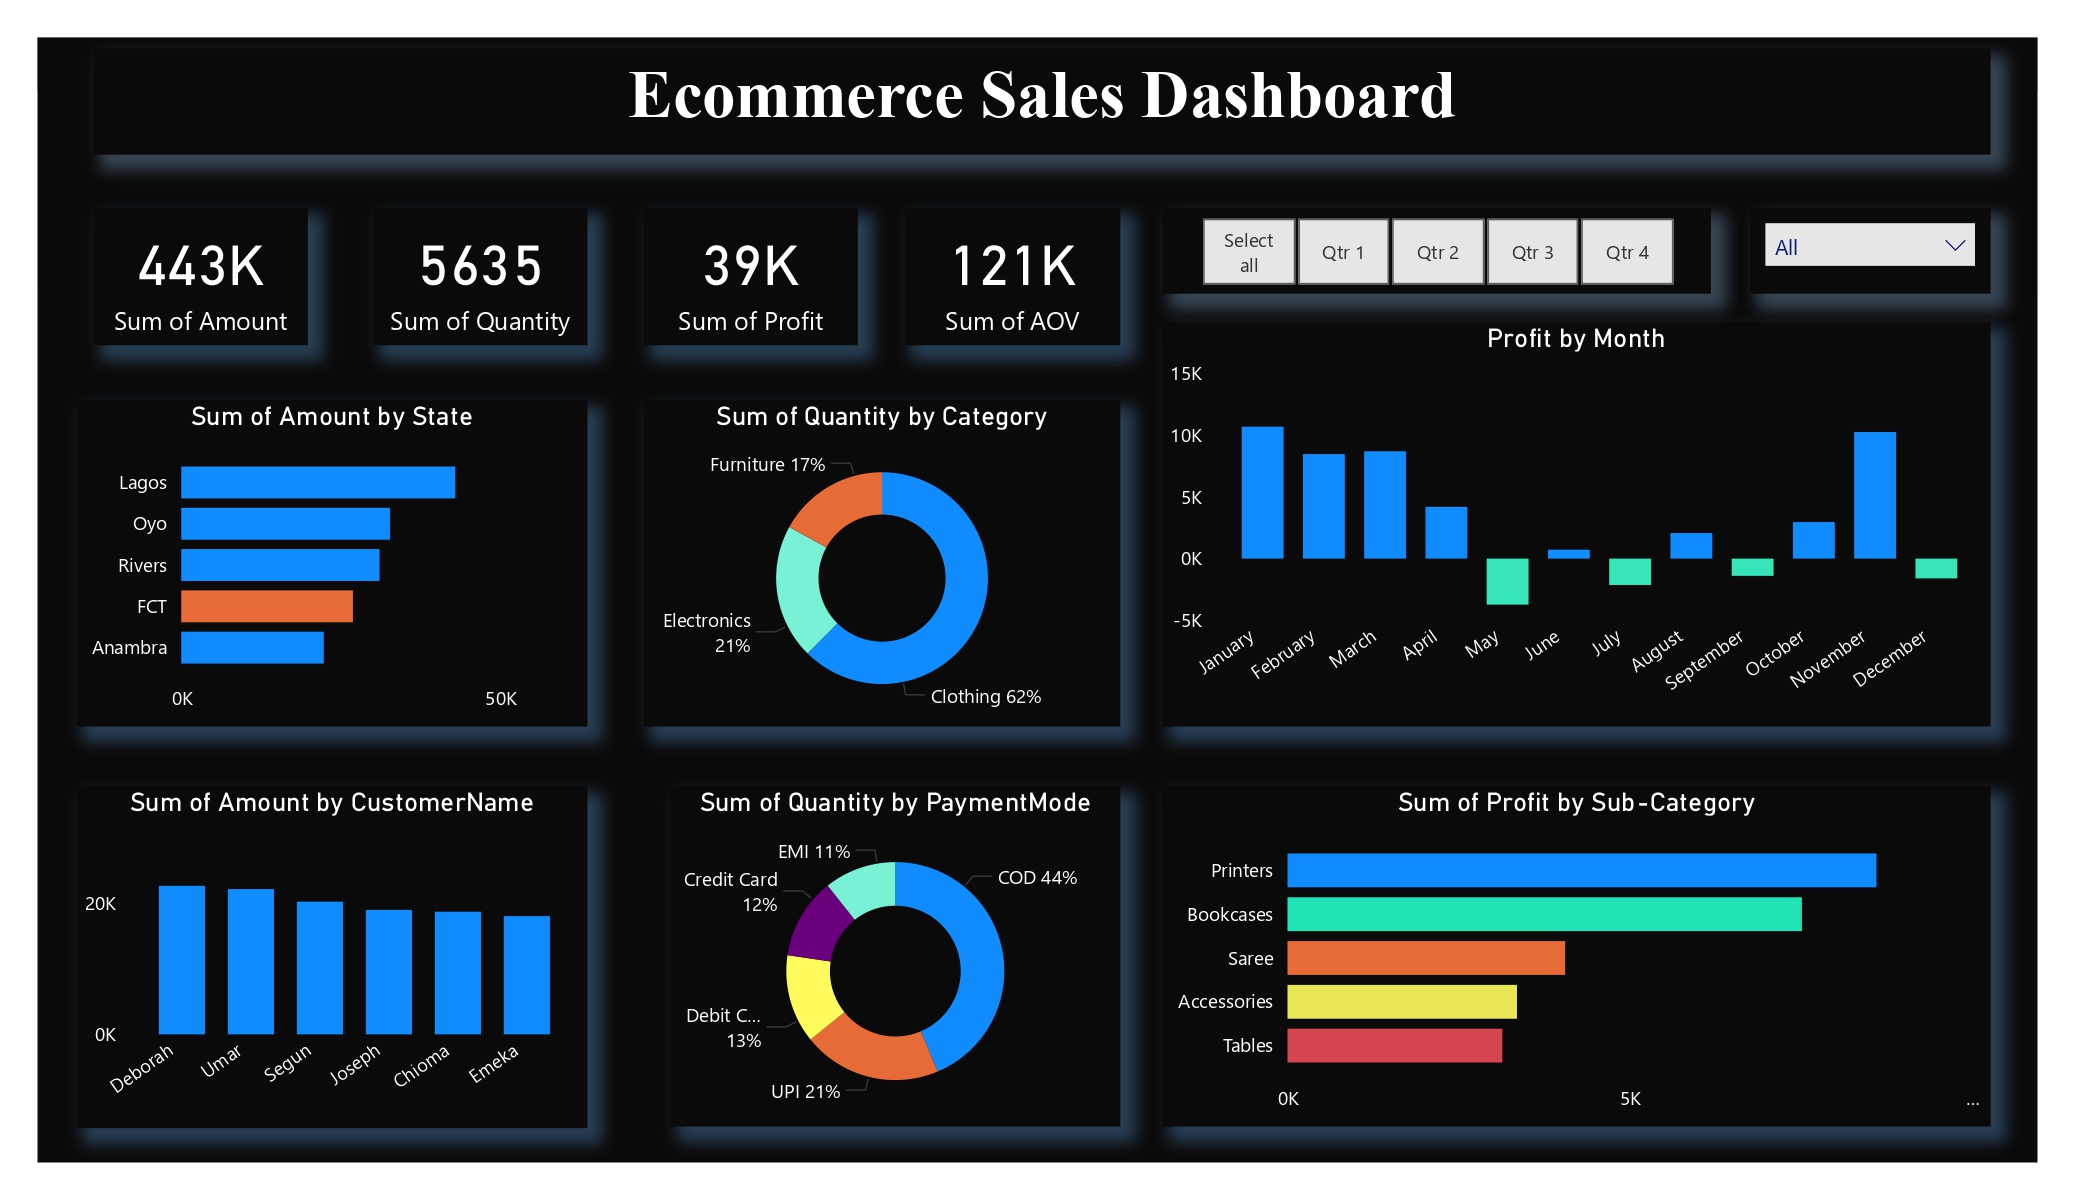 Ecommerce Sales Dashboard
443K
Sum of Amount
5635
Sum of Quantity
39K
Sum of Profit
121K
Sum of AOV
Select
all
Qtr 1
Qtr 2
Qtr 3
Qtr 4
All
Sum of Amount by State
Lagos
Oyo
Rivers
FCT
Anambra
0K
50K
Sum of Quantity by Category
Furniture 17%
Electronics
21%
Clothing 62%
Profit by Month
15K
10K
5K
0K
-5K
January
February
March
April
May
June
July
August
September
October
November
December
Sum of Amount by CustomerName
20K
0K
Deborah
Umar
Segun
Joseph
Chioma
Emeka
Sum of Quantity by PaymentMode
EMI 11%
COD 44%
Credit Card
12%
Debit C...
13%
UPI 21%
Sum of Profit by Sub-Category
Printers
Bookcases
Saree
Accessories
Tables
0K
5K
...